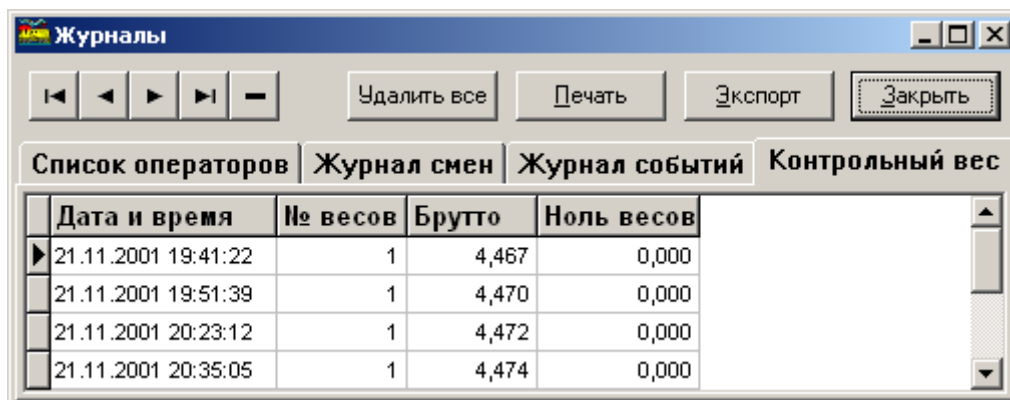 Журналы
Удалить все Печать Экспорт Закрыть
Список операторов Журнал смен Журнал событий Контрольный вес
Дата и время № весов Брутто Ноль весов
21.11.2001 19:41:22 1 4,467 0,000
21.11.2001 19:51:39 1 4,470 0,000
21.11.2001 20:23:12 1 4,472 0,000
21.11.2001 20:35:05 1 4,474 0,000